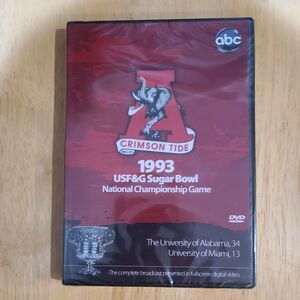 abc
A
CRIMSON TIDE
1993
USF&G Sugar Bowl
National Championship Game
DVD
The University of Alabama, 34
University of Miami, 13
The complete broadcast presented in fullscreen digital video.